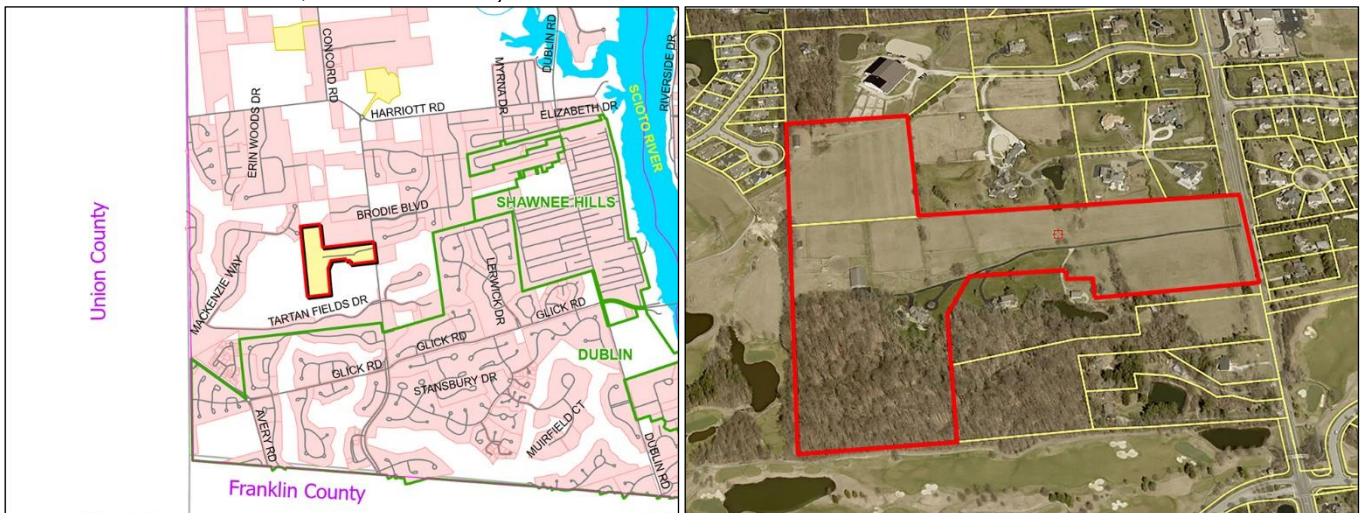 CONCORD RD
MYRNA DR
DUBLIN RD
RIVERSIDE DR
HARRIOTT RD
ELIZABETH DR
SCIOTO RIVER
ERIN WOODS DR
BRODIE BLVD
SHAWNEE HILLS
Union County
MACKENZIE WAY
LERWICK DR
TARTAN FIELDS DR
GLICK RD
GLICK RD
GLICK RD
DUBLIN
STANSBURY DR
AVERY RD
MUIRFIELD CT
DUBLIN RD
Franklin County